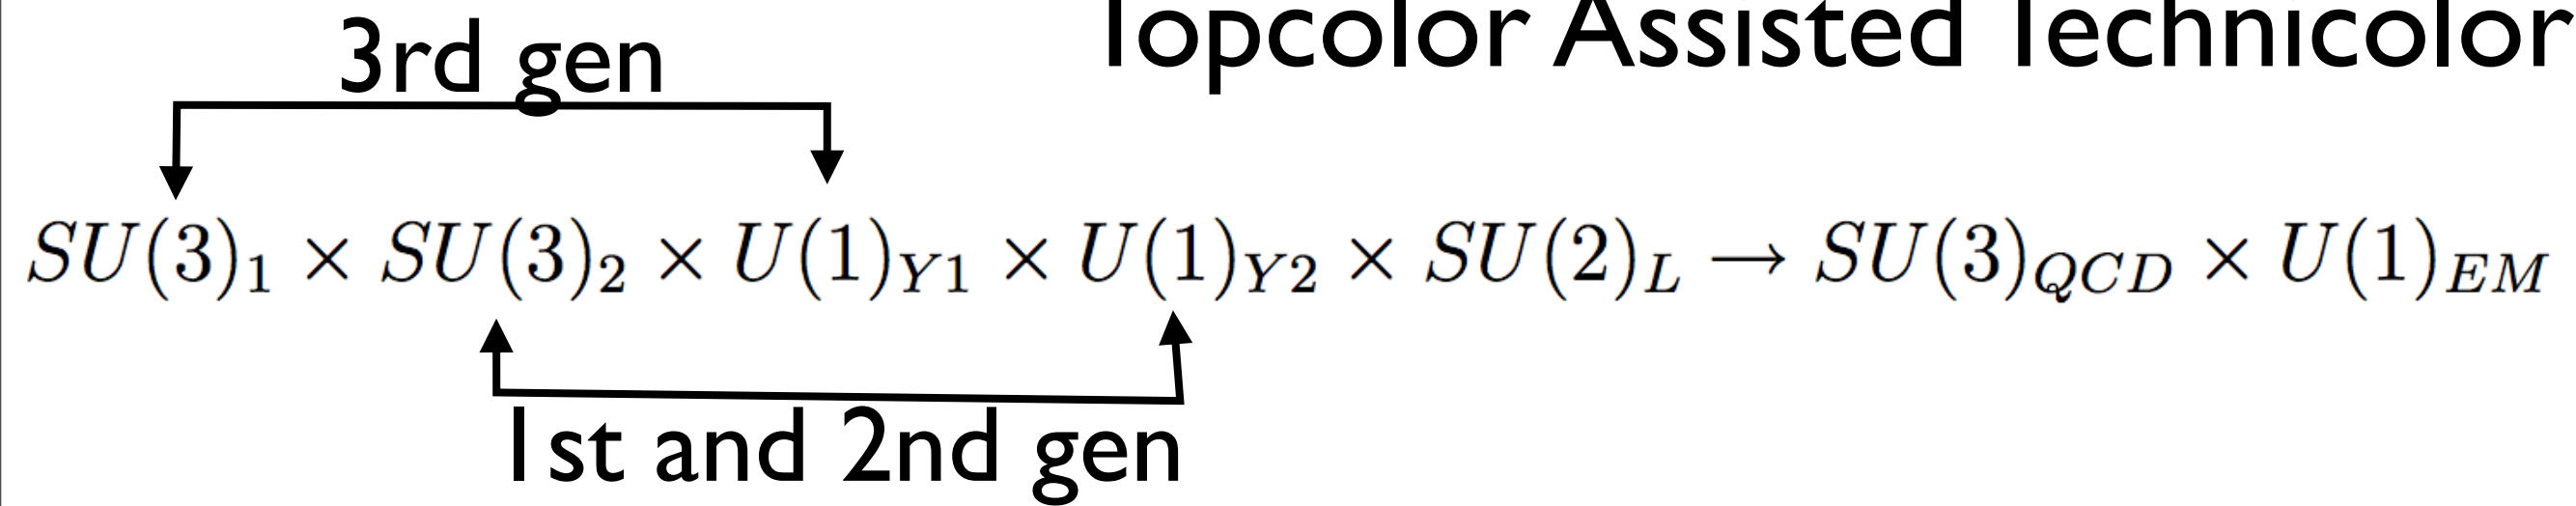 Topcolor Assisted Technicolor
3rd gen
SU(3)₁ × SU(3)₂ × U(1)_{Y1} × U(1)_{Y2} × SU(2)_L → SU(3)_{QCD} × U(1)_{EM}
1st and 2nd gen